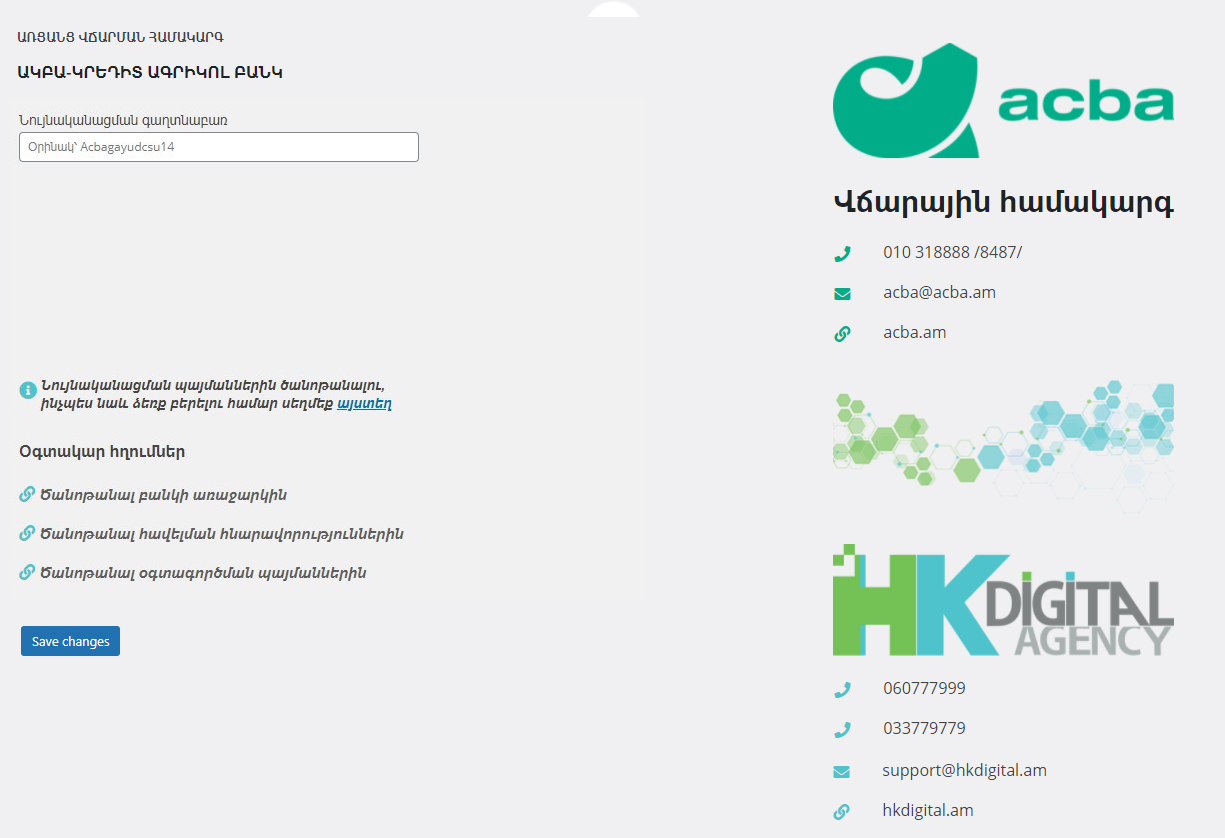 ԱՌՑԱՆՑ ՎՃԱՐՄԱՆ ՀԱՄԱԿԱՐԳ
ԱԿԲԱ-ԿՐԵԴԻՏ ԱԳՐԻԿՈԼ ԲԱՆԿ
Նույնականացման գաղտնաբառ
Օրինակ՝ Acbagayudcsu14
Նույնականացման պայմաններին ծանոթանալու,
ինչպես նաև ձեռք բերելու համար սեղմեք այստեղ
Օգտակար հղումներ
Ծանոթանալ բանկի առաջարկին
Ծանոթանալ հավելման հնարավորություններին
Ծանոթանալ օգտագործման պայմաններին
Save changes
acba
Վճարային համակարգ
010 318888 /8487/
acba@acba.am
acba.am
HK DIGITAL
AGENCY
060777999
033779779
support@hkdigital.am
hkdigital.am